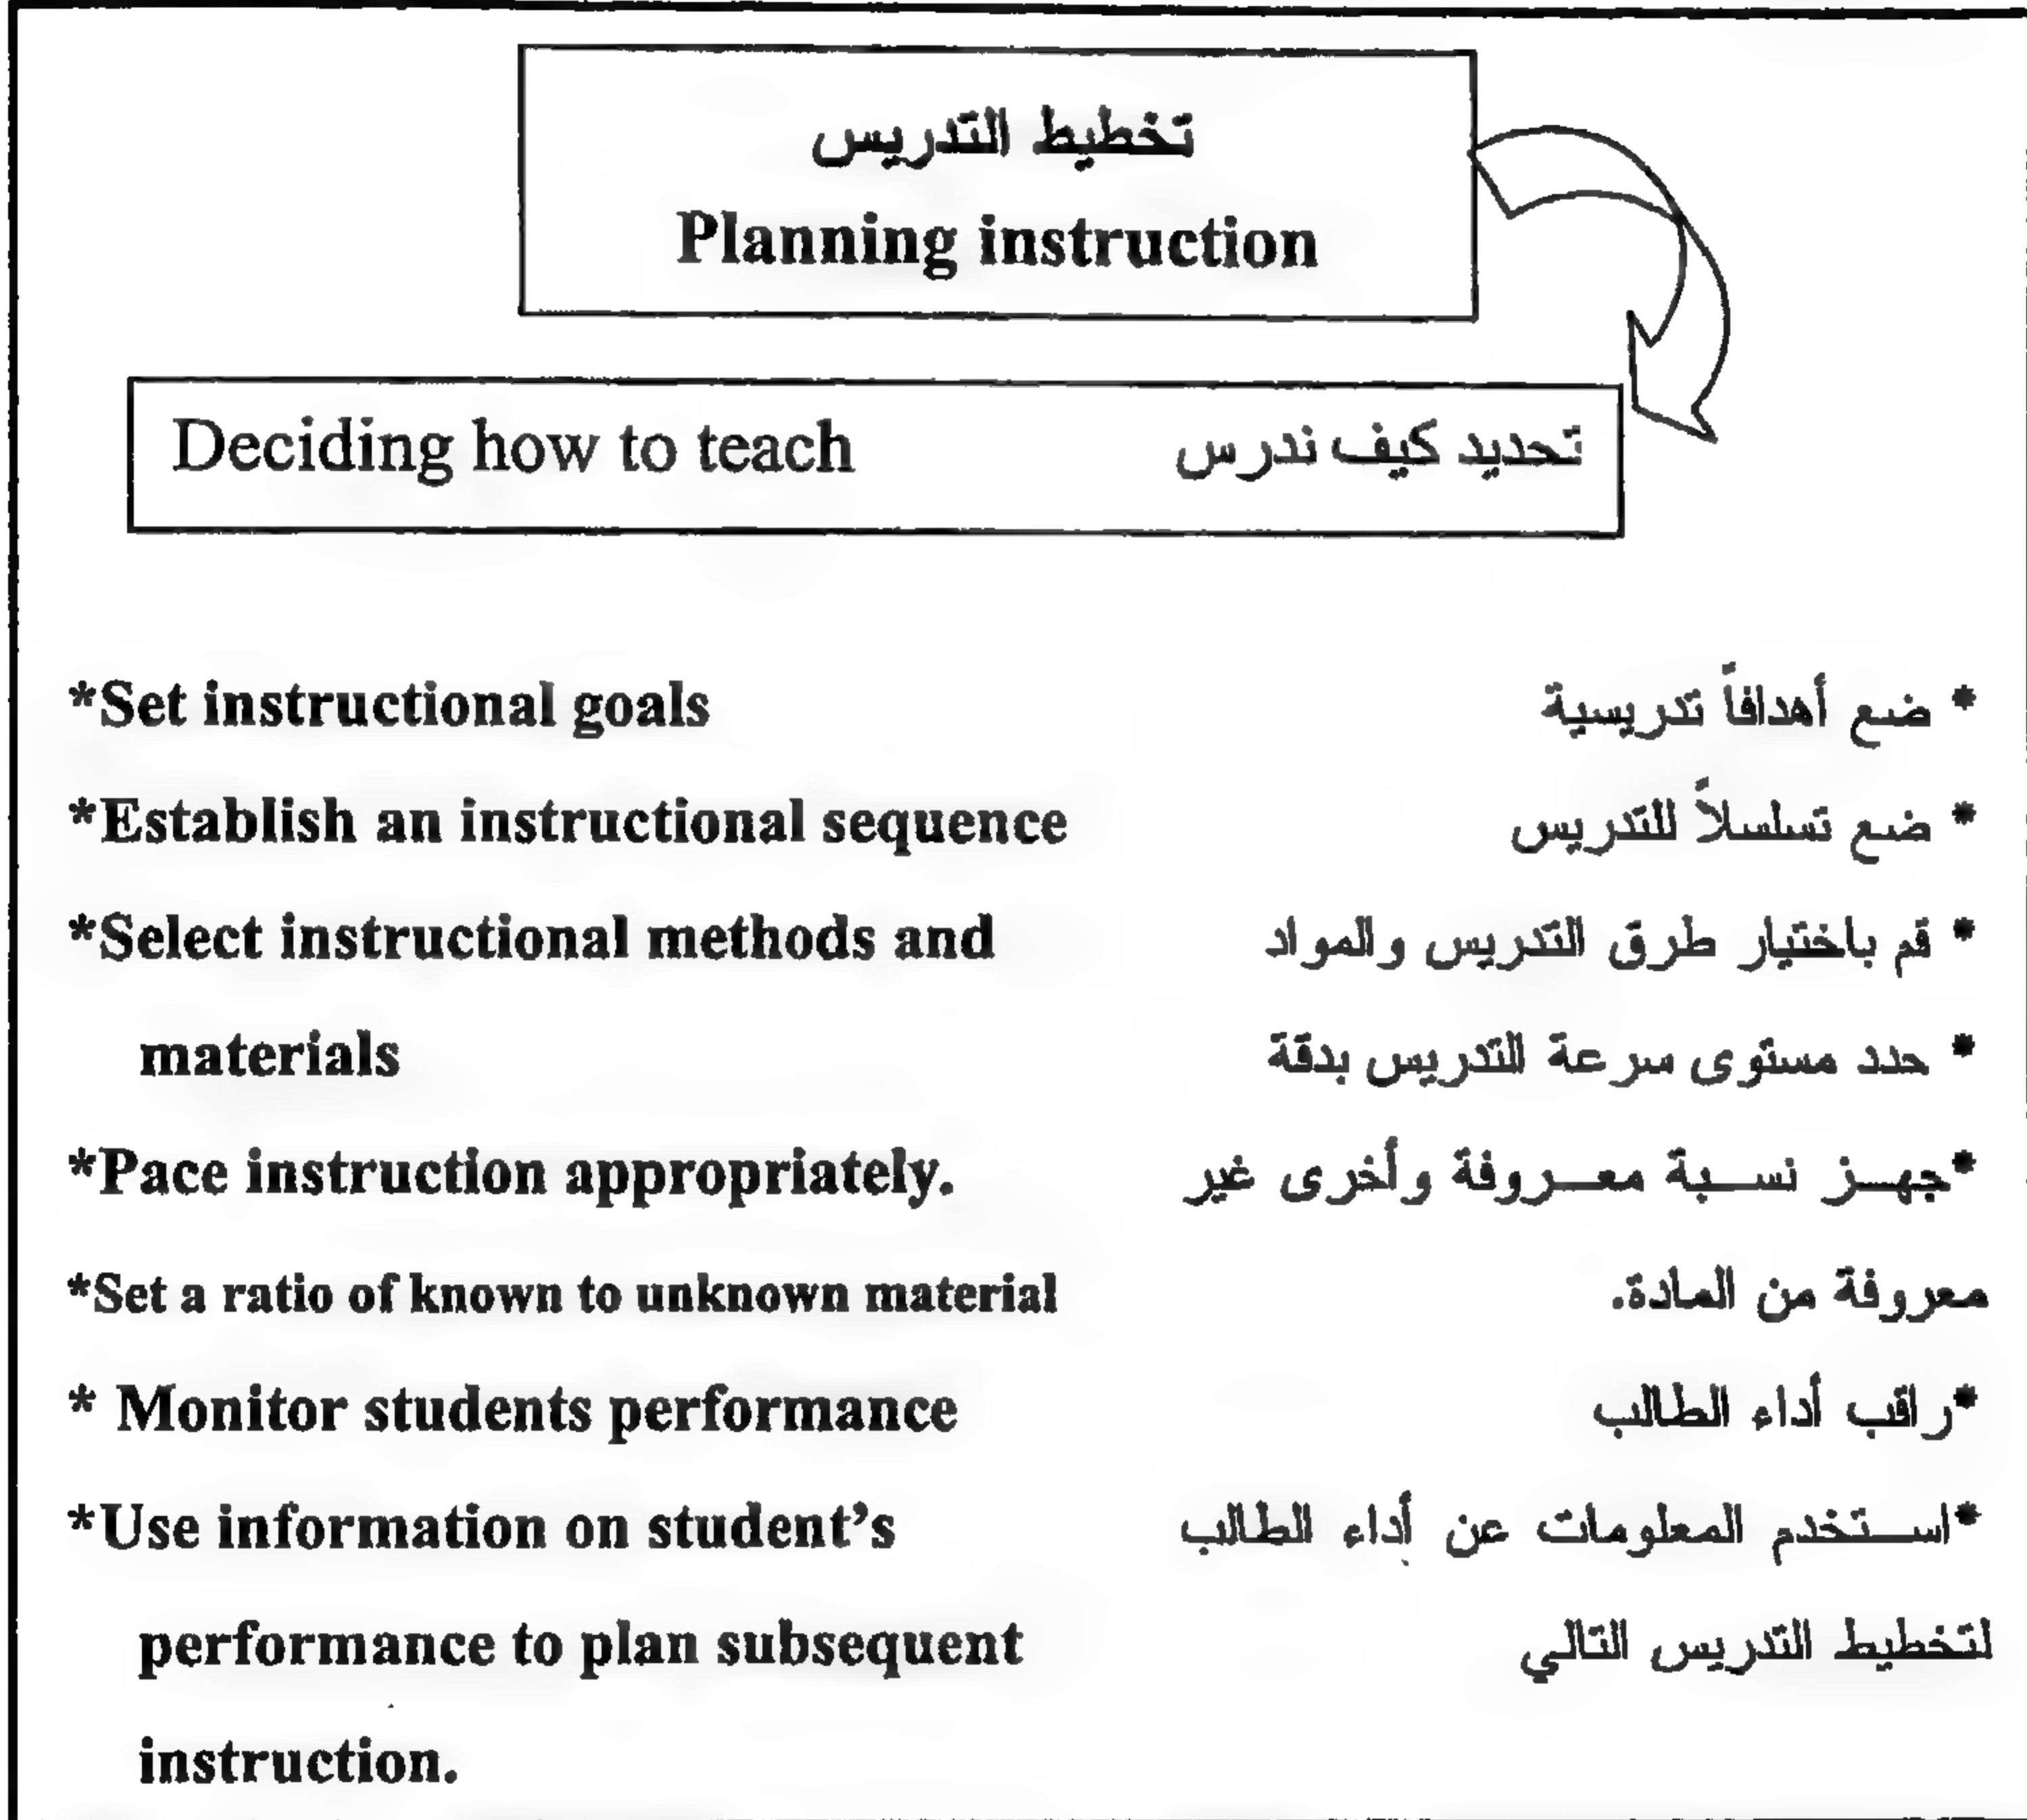 تخطيط التدريس
Planning instruction
Deciding how to teach
تحديد كيف ندرس
*Set instructional goals
*Establish an instructional sequence
*Select instructional methods and
materials
*Pace instruction appropriately.
*Set a ratio of known to unknown material
* Monitor students performance
*Use information on student's
performance to plan subsequent
instruction.
* ضع أهدافاً تدريسية
* ضع تسلسلاً للتدريس
* قم باختيار طرق التدريس والمواد
* حدد مستوى سرعة التدريس بدقة
*جهز نسبة معروفة وأخرى غير
معروفة من المادة.
*راقب أداء الطالب
*استخدم المعلومات عن أداء الطالب
لتخطيط التدريس التالي